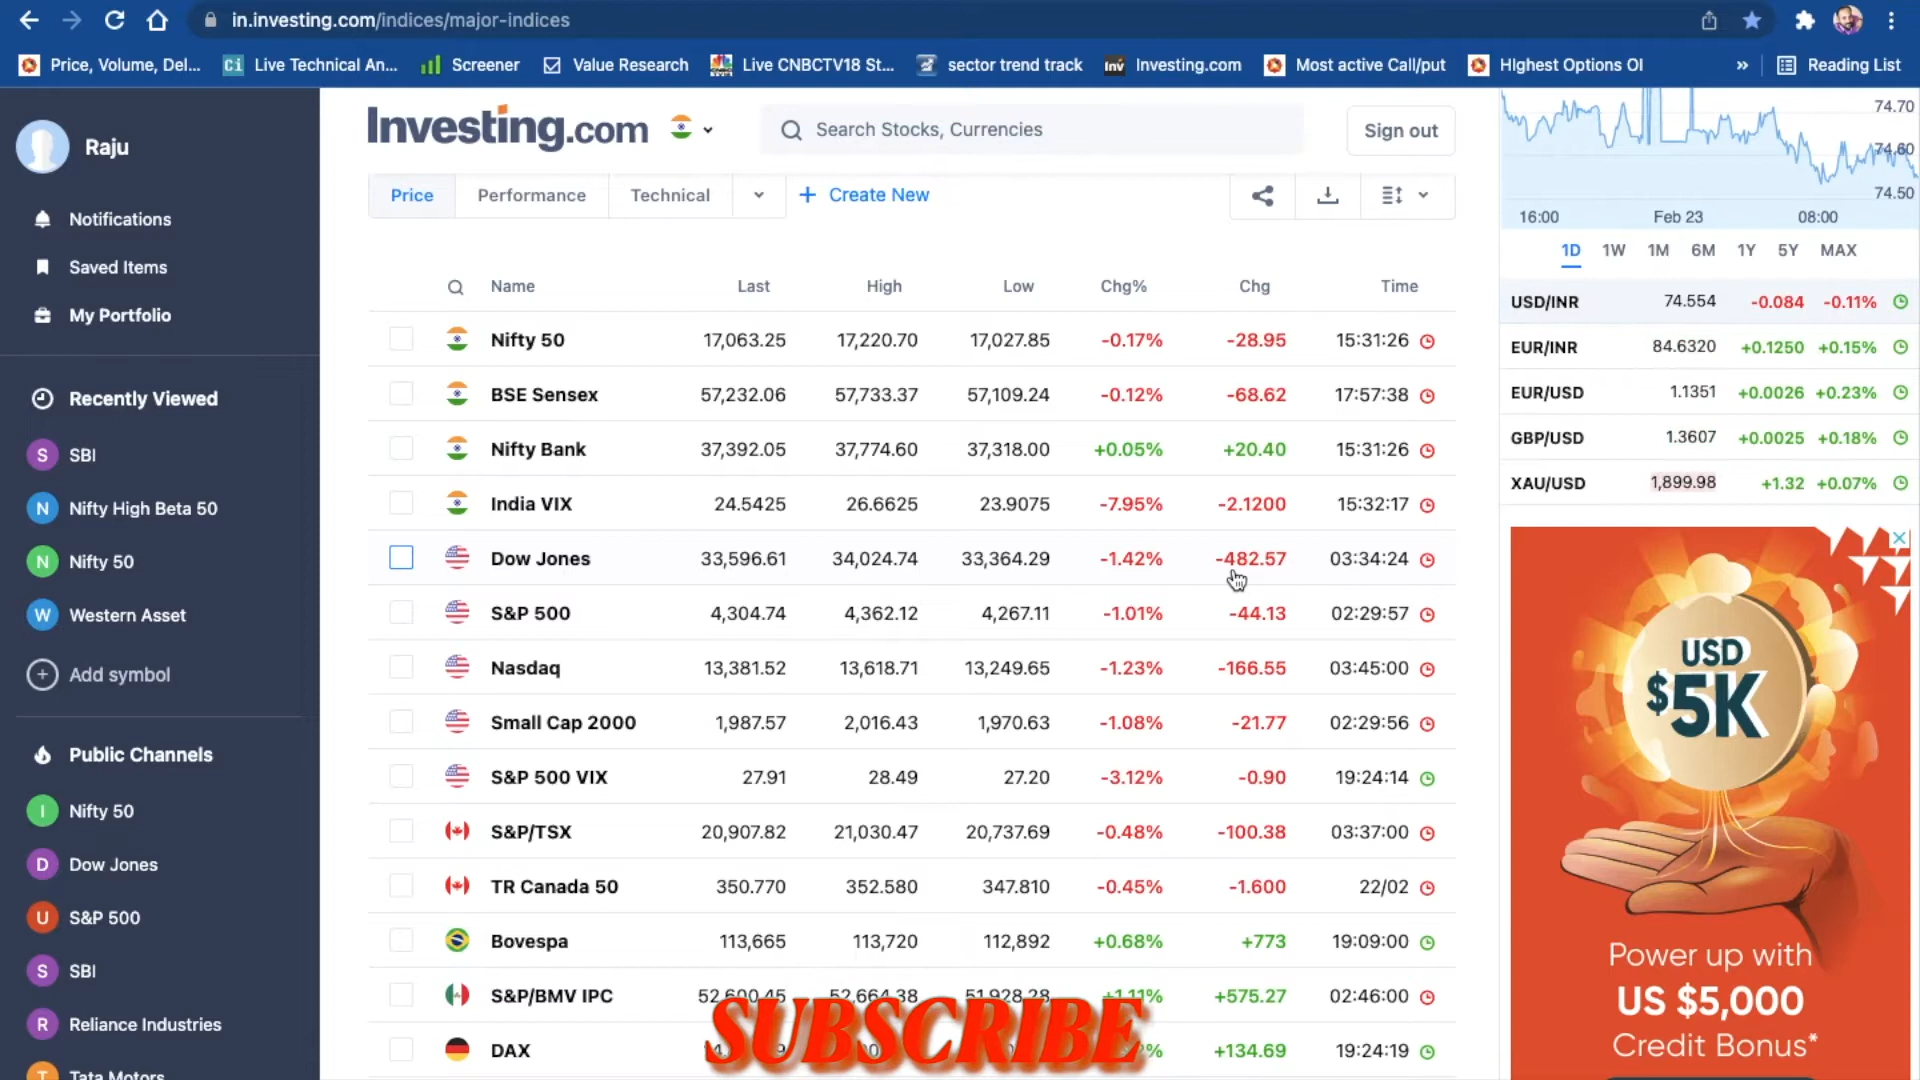 in.investing.com/indices/major-indices
Price, Volume, Del... Live Technical An... Screener Value Research Live CNBCTV18 St... sector trend track Investing.com Most active Call/put HIghest Options OI » Reading List
Raju
Notifications
Saved Items
My Portfolio
Recently Viewed
S SBI
N Nifty High Beta 50
N Nifty 50
W Western Asset
+ Add symbol
Public Channels
I Nifty 50
D Dow Jones
U S&P 500
S SBI
R Reliance Industries
T Tata Motors
Investing.com
Search Stocks, Currencies
Sign out
Price Performance Technical + Create New
Name Last High Low Chg% Chg Time
Nifty 50 17,063.25 17,220.70 17,027.85 -0.17% -28.95 15:31:26
BSE Sensex 57,232.06 57,733.37 57,109.24 -0.12% -68.62 17:57:38
Nifty Bank 37,392.05 37,774.60 37,318.00 +0.05% +20.40 15:31:26
India VIX 24.5425 26.6625 23.9075 -7.95% -2.1200 15:32:17
Dow Jones 33,596.61 34,024.74 33,364.29 -1.42% -482.57 03:34:24
S&P 500 4,304.74 4,362.12 4,267.11 -1.01% -44.13 02:29:57
Nasdaq 13,381.52 13,618.71 13,249.65 -1.23% -166.55 03:45:00
Small Cap 2000 1,987.57 2,016.43 1,970.63 -1.08% -21.77 02:29:56
S&P 500 VIX 27.91 28.49 27.20 -3.12% -0.90 19:24:14
S&P/TSX 20,907.82 21,030.47 20,737.69 -0.48% -100.38 03:37:00
TR Canada 50 350.770 352.580 347.810 -0.45% -1.600 22/02
Bovespa 113,665 113,720 112,892 +0.68% +773 19:09:00
S&P/BMV IPC 52,600.45 52,664.38 51,928.28 +1.11% +575.27 02:46:00
DAX +134.69 19:24:19
SUBSCRIBE
74.70
74.60
74.50
16:00 Feb 23 08:00
1D 1W 1M 6M 1Y 5Y MAX
USD/INR 74.554 -0.084 -0.11%
EUR/INR 84.6320 +0.1250 +0.15%
EUR/USD 1.1351 +0.0026 +0.23%
GBP/USD 1.3607 +0.0025 +0.18%
XAU/USD 1,899.98 +1.32 +0.07%
USD
$5K
Power up with
US $5,000
Credit Bonus*